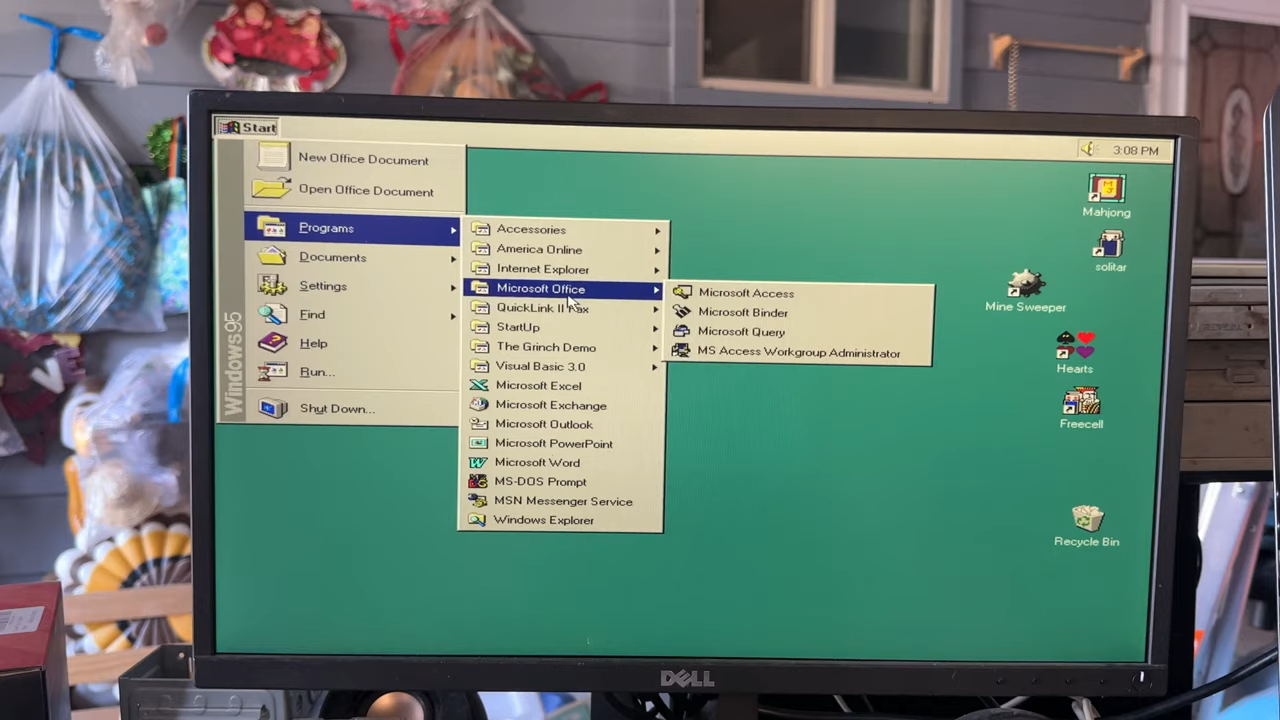 Start
3:08 PM
New Office Document
Open Office Document
Programs
Documents
Settings
Find
Help
Run...
Shut Down...
Windows95
Accessories
America Online
Internet Explorer
Microsoft Office
QuickLink II Fax
StartUp
The Grinch Demo
Visual Basic 3.0
Microsoft Excel
Microsoft Exchange
Microsoft Outlook
Microsoft PowerPoint
Microsoft Word
MS-DOS Prompt
MSN Messenger Service
Windows Explorer
Microsoft Access
Microsoft Binder
Microsoft Query
MS Access Workgroup Administrator
Mahjong
solitar
Mine Sweeper
Hearts
Freecell
Recycle Bin
DELL